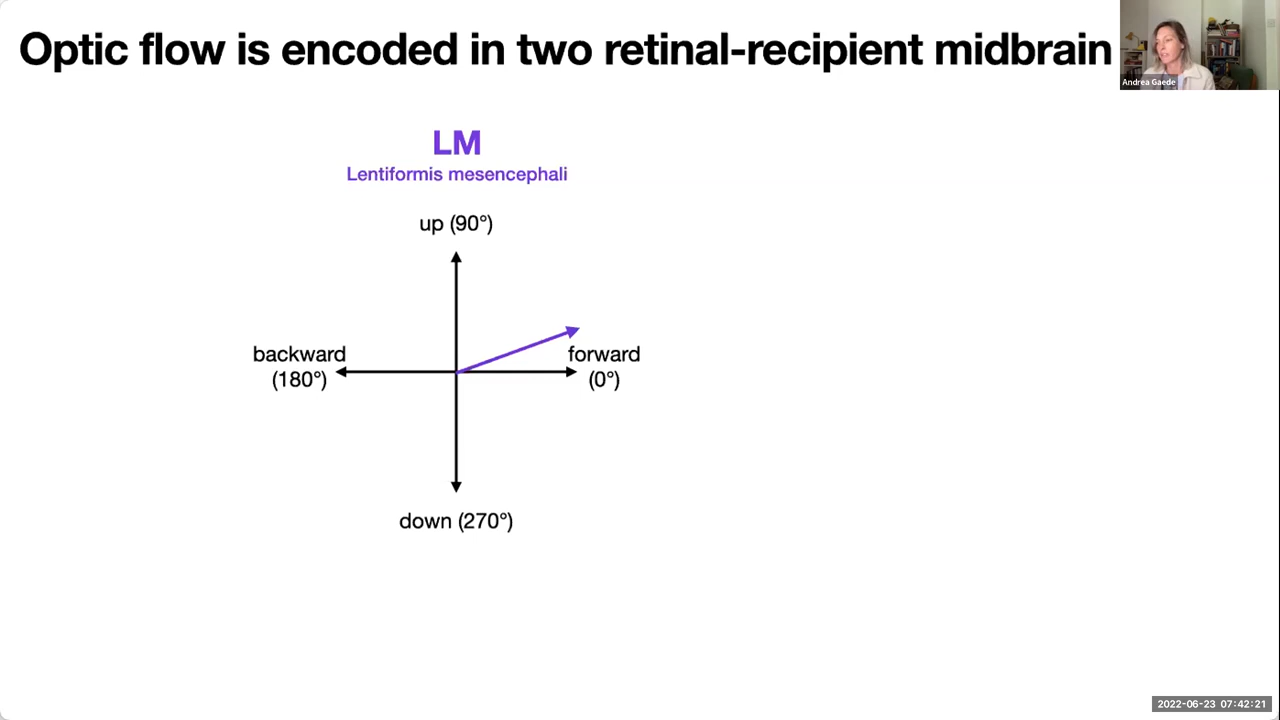 Optic flow is encoded in two retinal-recipient midbrain
Andrea Gaede
LM
Lentiformis mesencephali
up (90°)
backward
(180°)
forward
(0°)
down (270°)
2022-06-23 07:42:21